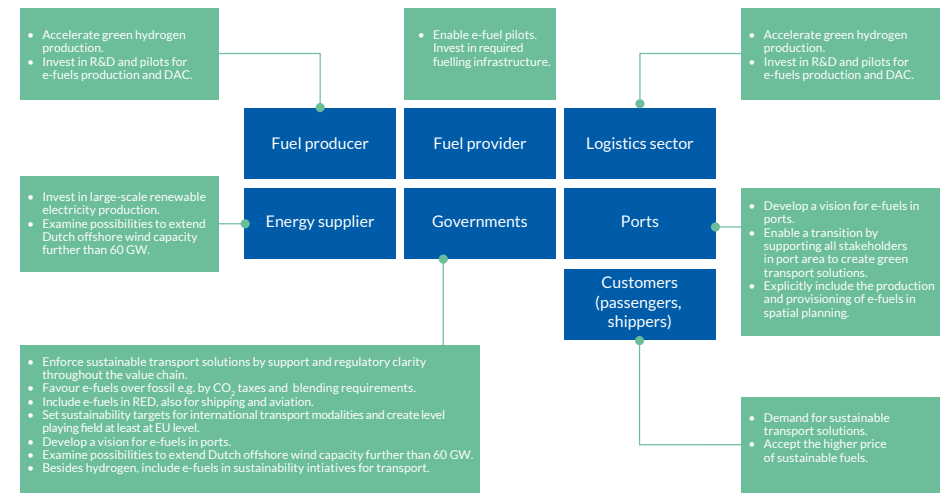 • Accelerate green hydrogen
production.
• Invest in R&D and pilots for
e-fuels production and DAC.
• Enable e-fuel pilots.
Invest in required
fuelling infrastructure.
• Accelerate green hydrogen
production.
• Invest in R&D and pilots for
e-fuels production and DAC.
Fuel producer
Fuel provider
Logistics sector
• Invest in large-scale renewable
electricity production.
• Examine possibilities to extend
Dutch offshore wind capacity
further than 60 GW.
Energy supplier
Governments
Ports
• Develop a vision for e-fuels in
ports.
• Enable a transition by
supporting all stakeholders
in port area to create green
transport solutions.
• Explicitly include the production
and provisioning of e-fuels in
spatial planning.
Customers
(passengers,
shippers)
• Enforce sustainable transport solutions by support and regulatory clarity
throughout the value chain.
• Favour e-fuels over fossil e.g. by CO₂ taxes and blending requirements.
• Include e-fuels in RED, also for shipping and aviation.
• Set sustainability targets for international transport modalities and create level
playing field at least at EU level.
• Develop a vision for e-fuels in ports.
• Examine possibilities to extend Dutch offshore wind capacity further than 60 GW.
• Besides hydrogen, include e-fuels in sustainability intiatives for transport.
• Demand for sustainable
transport solutions.
• Accept the higher price
of sustainable fuels.